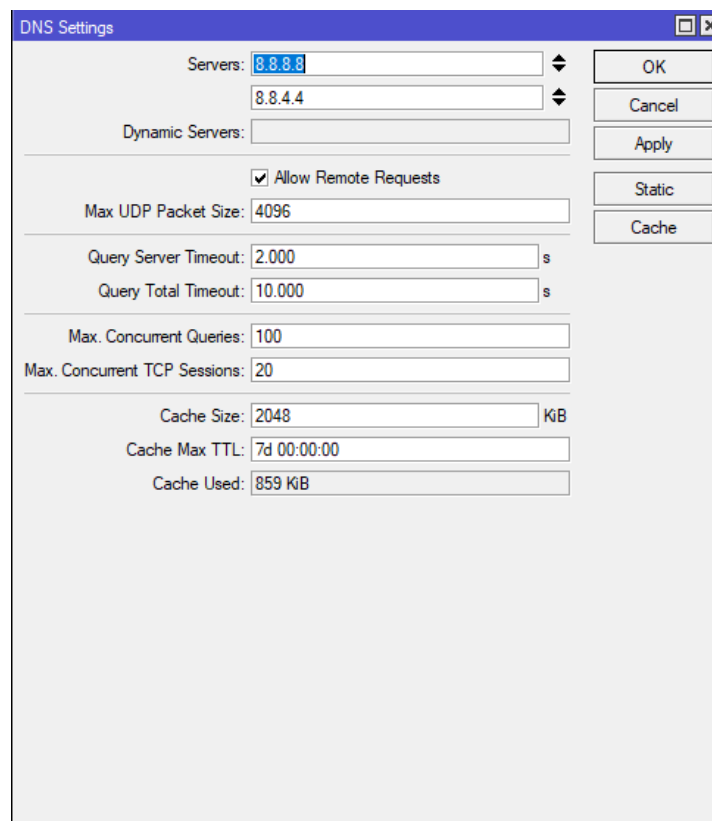 DNS Settings
Servers: 8.8.8.8
8.8.4.4
Dynamic Servers:
Allow Remote Requests
Max UDP Packet Size: 4096
Query Server Timeout: 2.000 s
Query Total Timeout: 10.000 s
Max. Concurrent Queries: 100
Max. Concurrent TCP Sessions: 20
Cache Size: 2048 KiB
Cache Max TTL: 7d 00:00:00
Cache Used: 859 KiB
OK
Cancel
Apply
Static
Cache